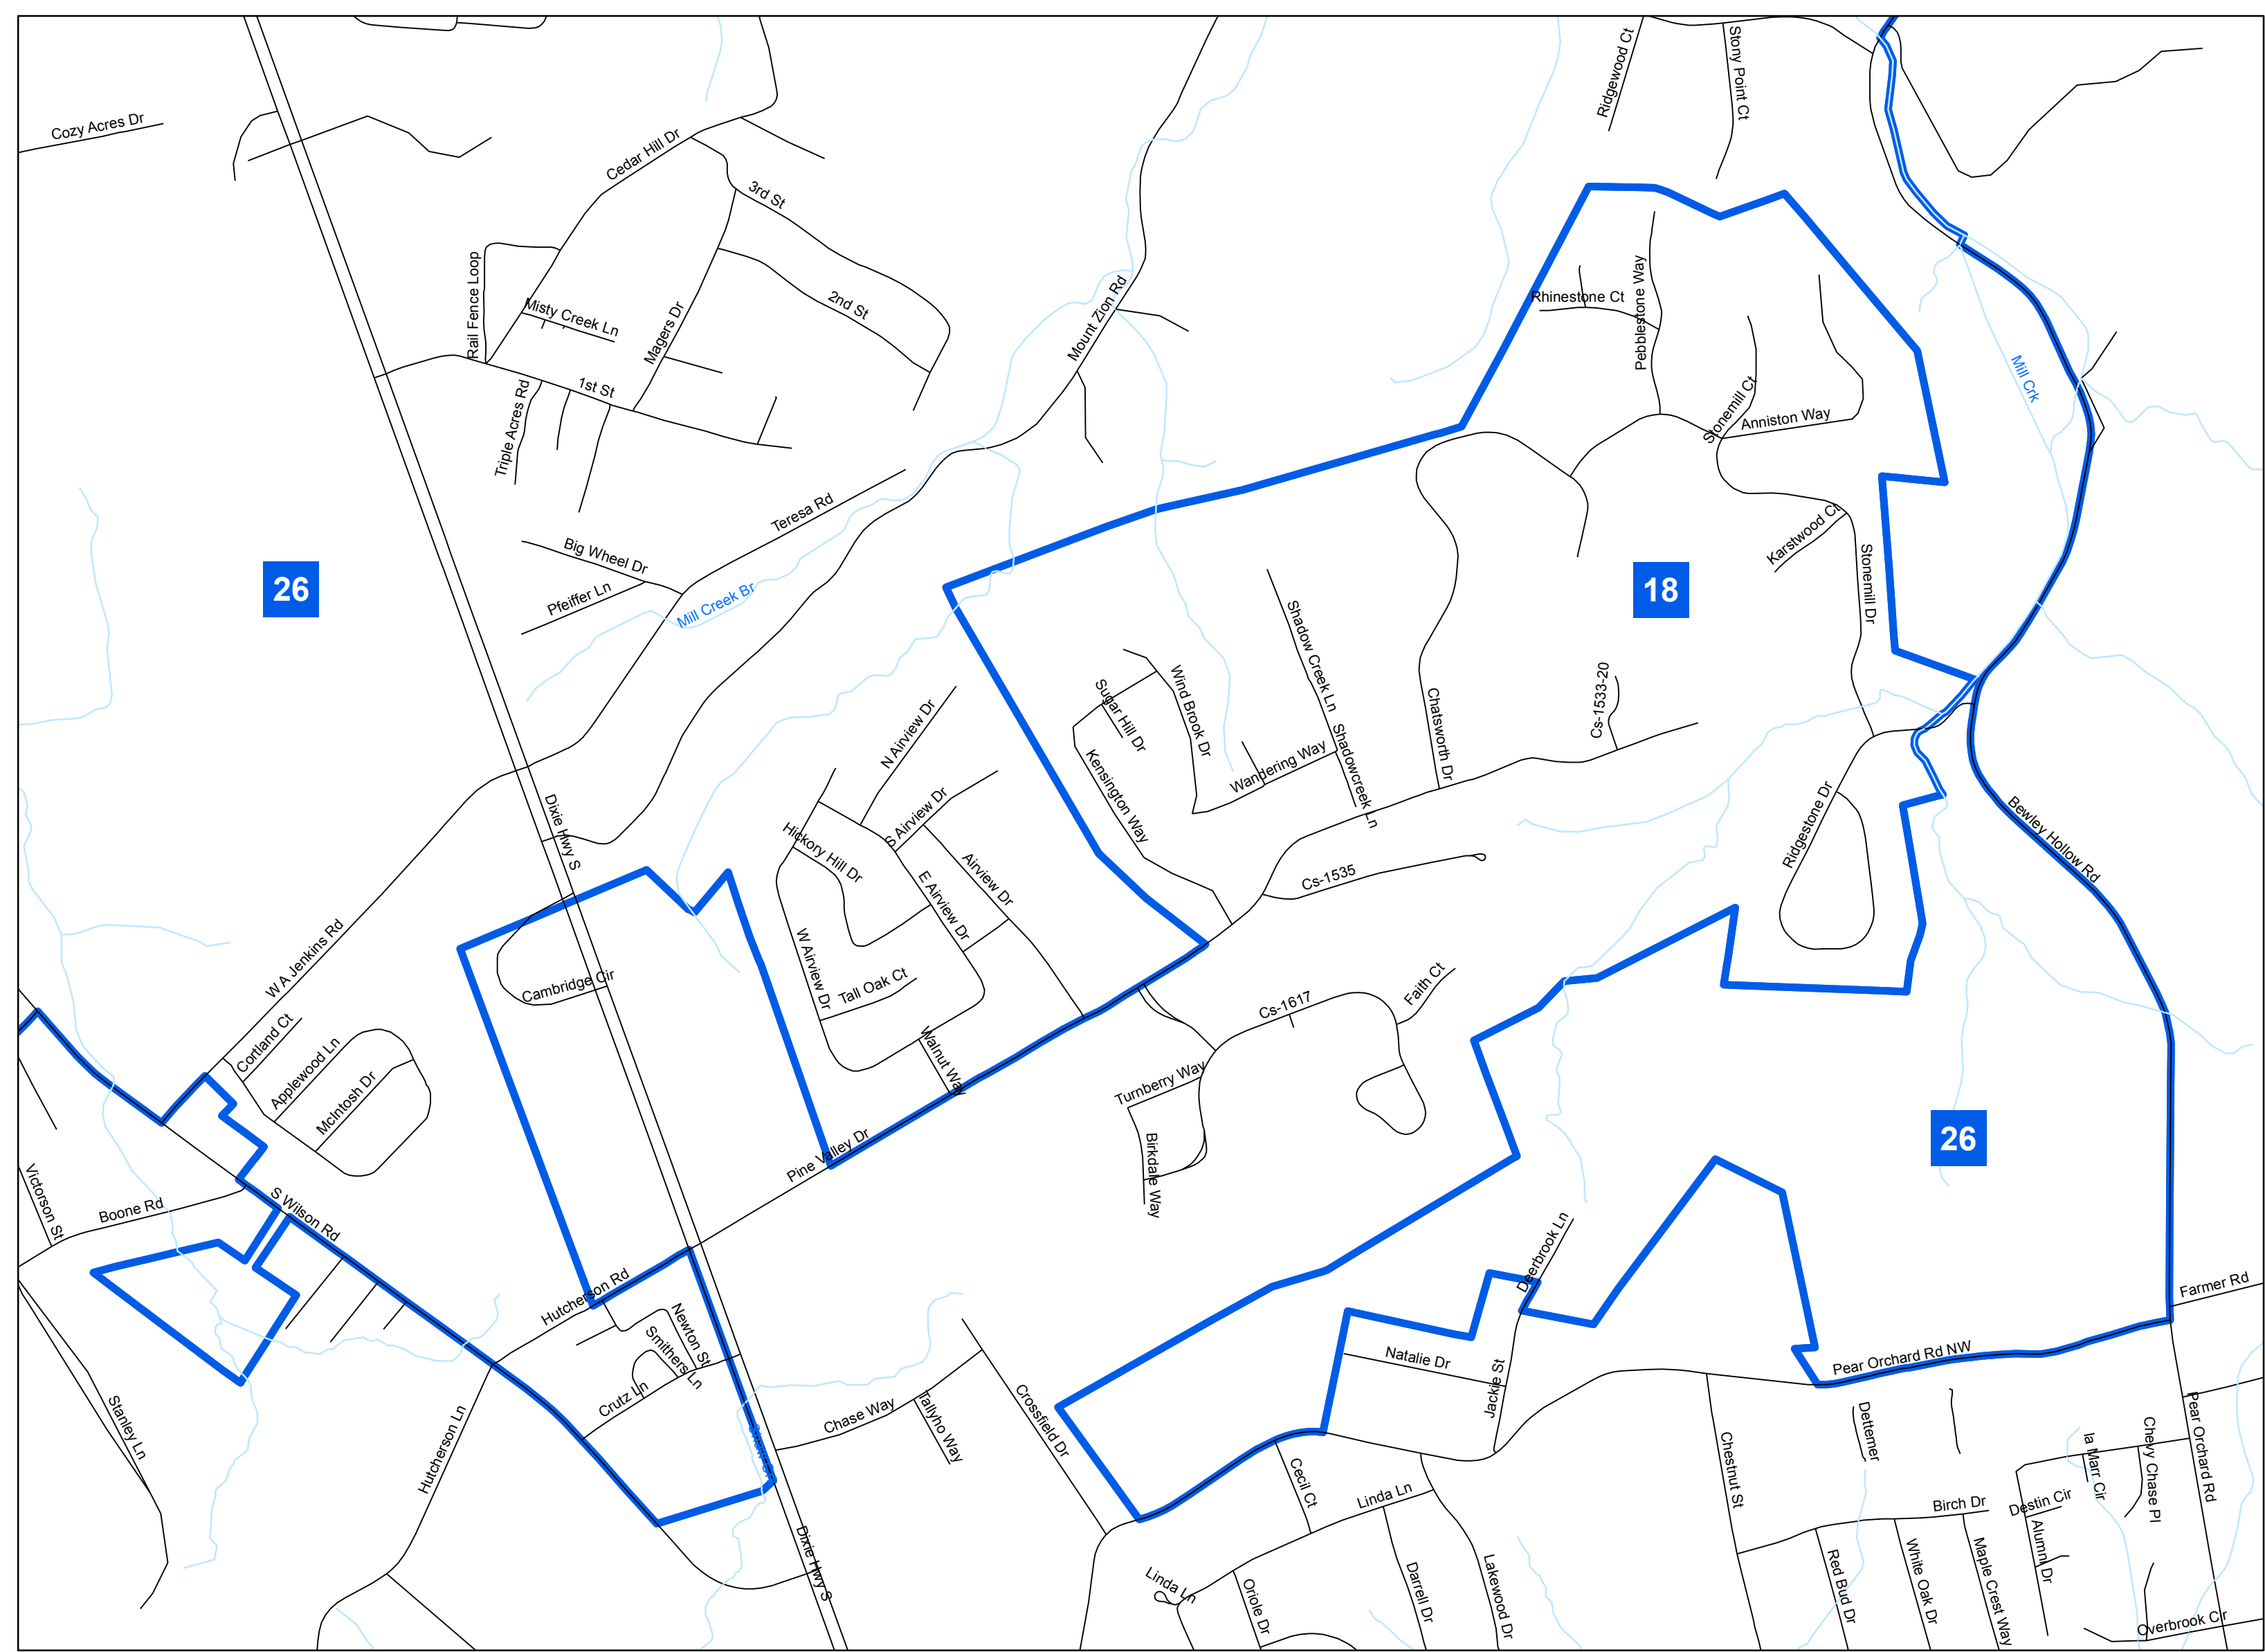 Cozy Acres Dr
Ridgewood Ct
Stony Point Ct
Cedar Hill Dr
3rd St
2nd St
Rail Fence Loop
Misty Creek Ln
Magers Dr
Mount Zion Rd
Rhinestone Ct
Pebblestone Way
Mill Crk
1st St
Triple Acres Rd
Stonemill Ct
Anniston Way
Teresa Rd
Big Wheel Dr
Karstwood Ct
Stonemill Dr
26
18
Pfeiffer Ln
Mill Creek Br
Shadow Creek Ln
Sugar Hill Dr
Wind Brook Dr
Chatsworth Dr
Cs-1533-20
N Airview Dr
Kensington Way
Wandering Way
Shadowcreek Ln
Dixie Hwy S
S Airview Dr
Hickory Hill Dr
Airview Dr
E Airview Dr
Cs-1535
Ridgestone Dr
Bewley Hollow Rd
W A Jenkins Rd
W Airview Dr
Cambridge Cir
Tall Oak Ct
Faith Ct
Cs-1617
Cortland Ct
Applewood Ln
McIntosh Dr
Walnut Way
Turnberry Way
Birkdale Way
26
Pine Valley Dr
Victorson St
Boone Rd
S Wilson Rd
Deerbrook Ln
Hutcherson Rd
Farmer Rd
Newton St
Smithers Ln
Natalie Dr
Pear Orchard Rd NW
Jackie St
Crutz Ln
Chase Way
Tallyho Way
Crossfield Dr
Stanley Ln
Hutcherson Ln
Dettemer
Pear Orchard Rd
Chestnut St
Cecil Ct
Linda Ln
la Marr Cir
Chevy Chase Pl
Birch Dr
Destin Cir
Alumni Dr
Dixie Hwy S
Linda Ln
Oriole Dr
Darrell Dr
Lakewood Dr
Red Bud Dr
White Oak Dr
Maple Crest Way
Overbrook Cir